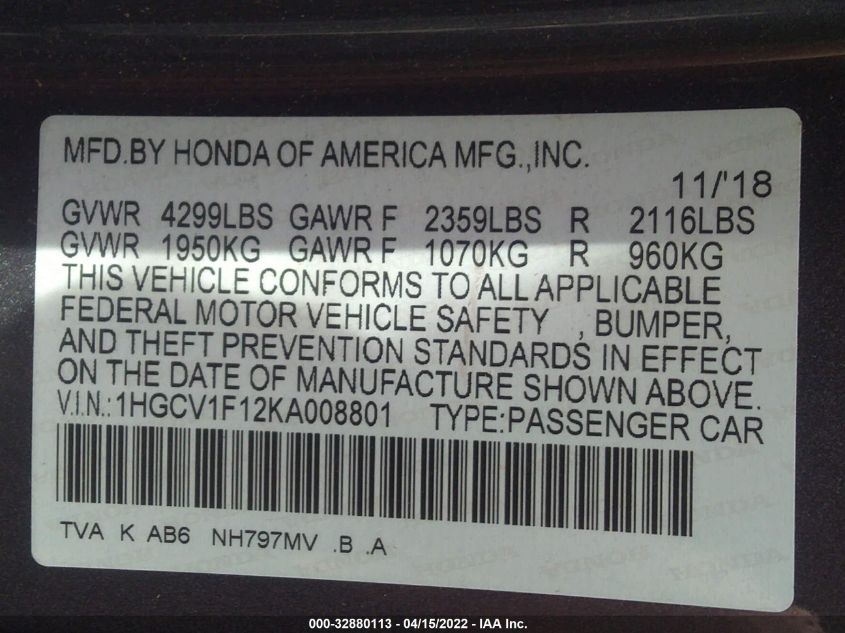 MFD.BY HONDA OF AMERICA MFG.,INC.
11/'18
GVWR 4299LBS GAWR F 2359LBS R 2116LBS
GVWR 1950KG GAWR F 1070KG R 960KG
THIS VEHICLE CONFORMS TO ALL APPLICABLE
FEDERAL MOTOR VEHICLE SAFETY , BUMPER,
AND THEFT PREVENTION STANDARDS IN EFFECT
ON THE DATE OF MANUFACTURE SHOWN ABOVE.
V.I.N.:1HGCV1F12KA008801 TYPE:PASSENGER CAR
TVA K AB6 NH797MV .B .A
000-32880113 - 04/15/2022 - IAA Inc.